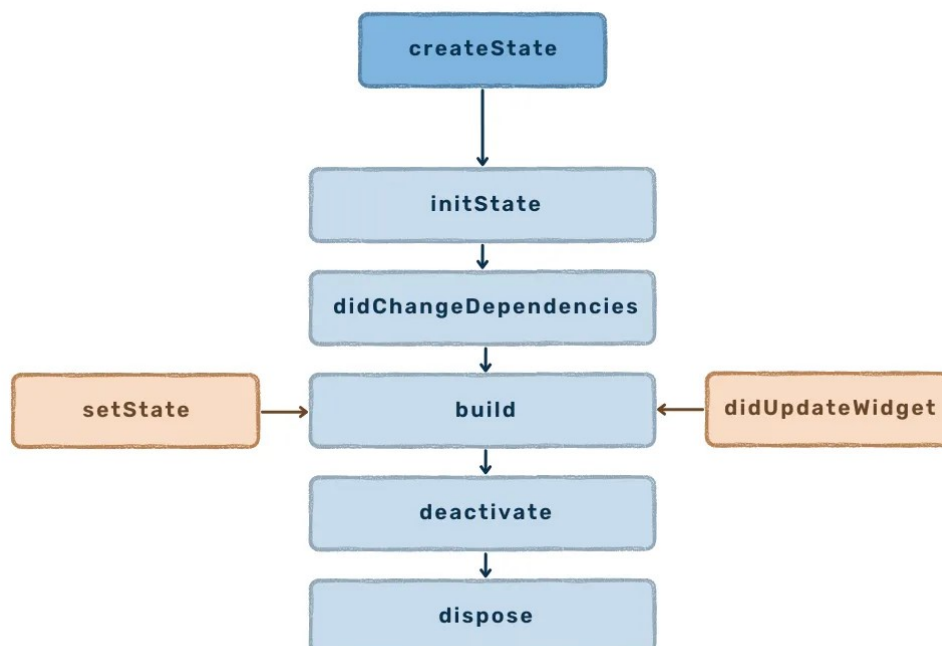 createState
initState
didChangeDependencies
setState
build
didUpdateWidget
deactivate
dispose